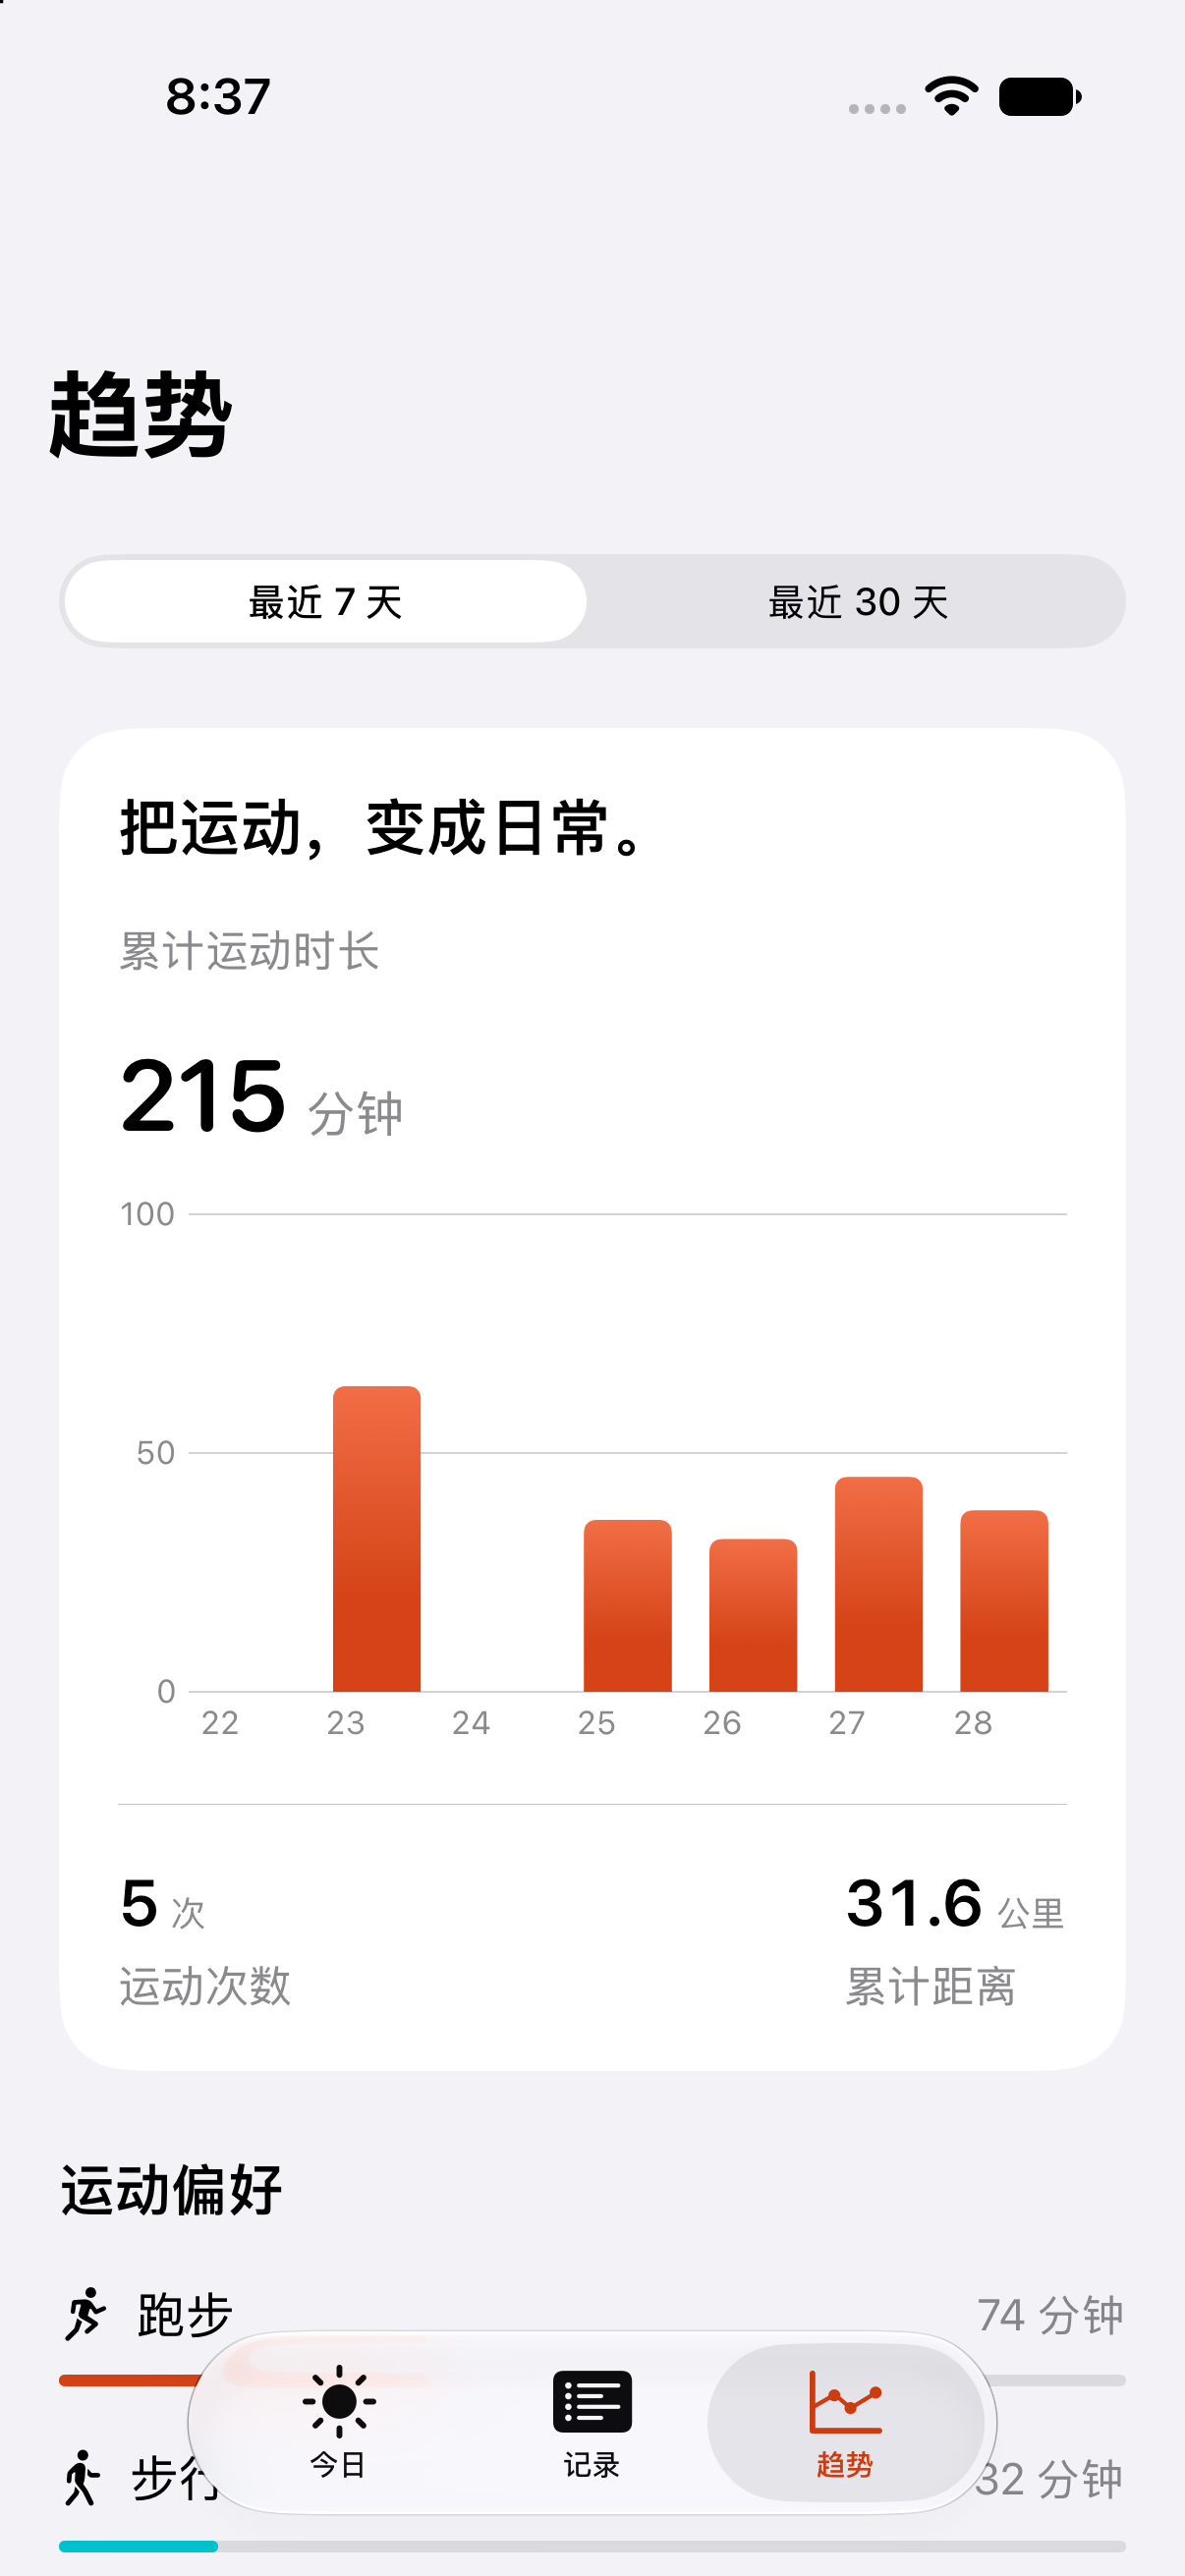 8:37
趋势
最近 7 天
最近 30 天
把运动，变成日常。
累计运动时长
215 分钟
100
50
0
22 23 24 25 26 27 28
5 次
31.6 公里
运动次数
累计距离
运动偏好
跑步
74 分钟
步行
32 分钟
今日
记录
趋势